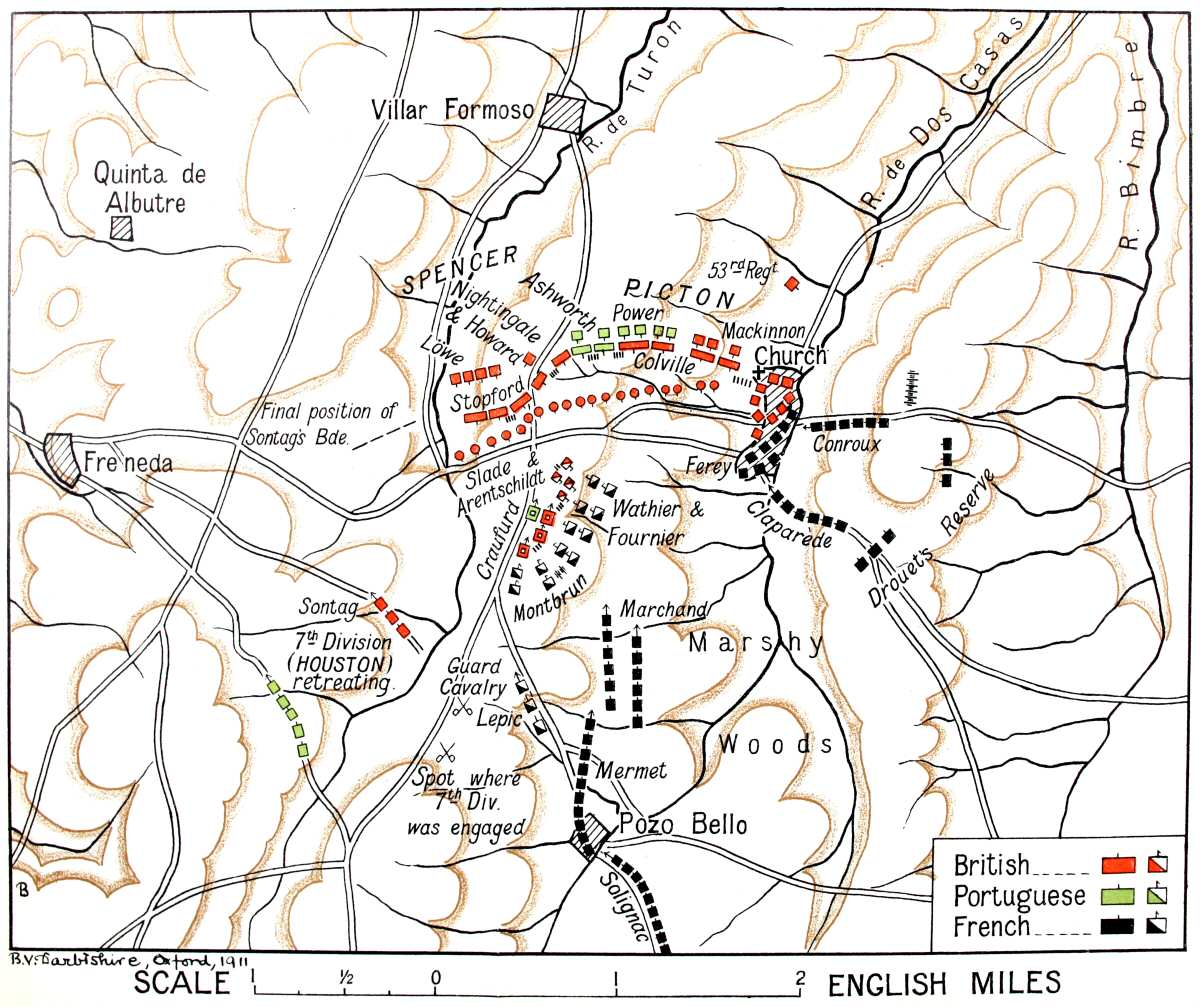 Villar Formoso
R. de Turon
R. de Dos Casas
R. Bimbre
Quinta de
Albutre
SPENCER
Nightingale
& Howard
Ashworth
PICTON
Power
53rd Regt.
Mackinnon
Löwe
Stopford
Colville
Church
Final position of
Sontag's Bde.
Freneda
Slade &
Arentschildt
Ferey
Conroux
Craufurd
Wathier &
Fournier
Claparède
Drouet's Reserve
Montbrun
Sontag
7th Division
(HOUSTON)
retreating.
Marchand
Marshy
Woods
Guard
Cavalry
Lepic
Mermet
Spot where
7th Div.
was engaged
Pozo Bello
Solignac
British
Portuguese
French
B
B.V. Darbishire, Oxford, 1911
SCALE 1 ½ 0 1 2 ENGLISH MILES